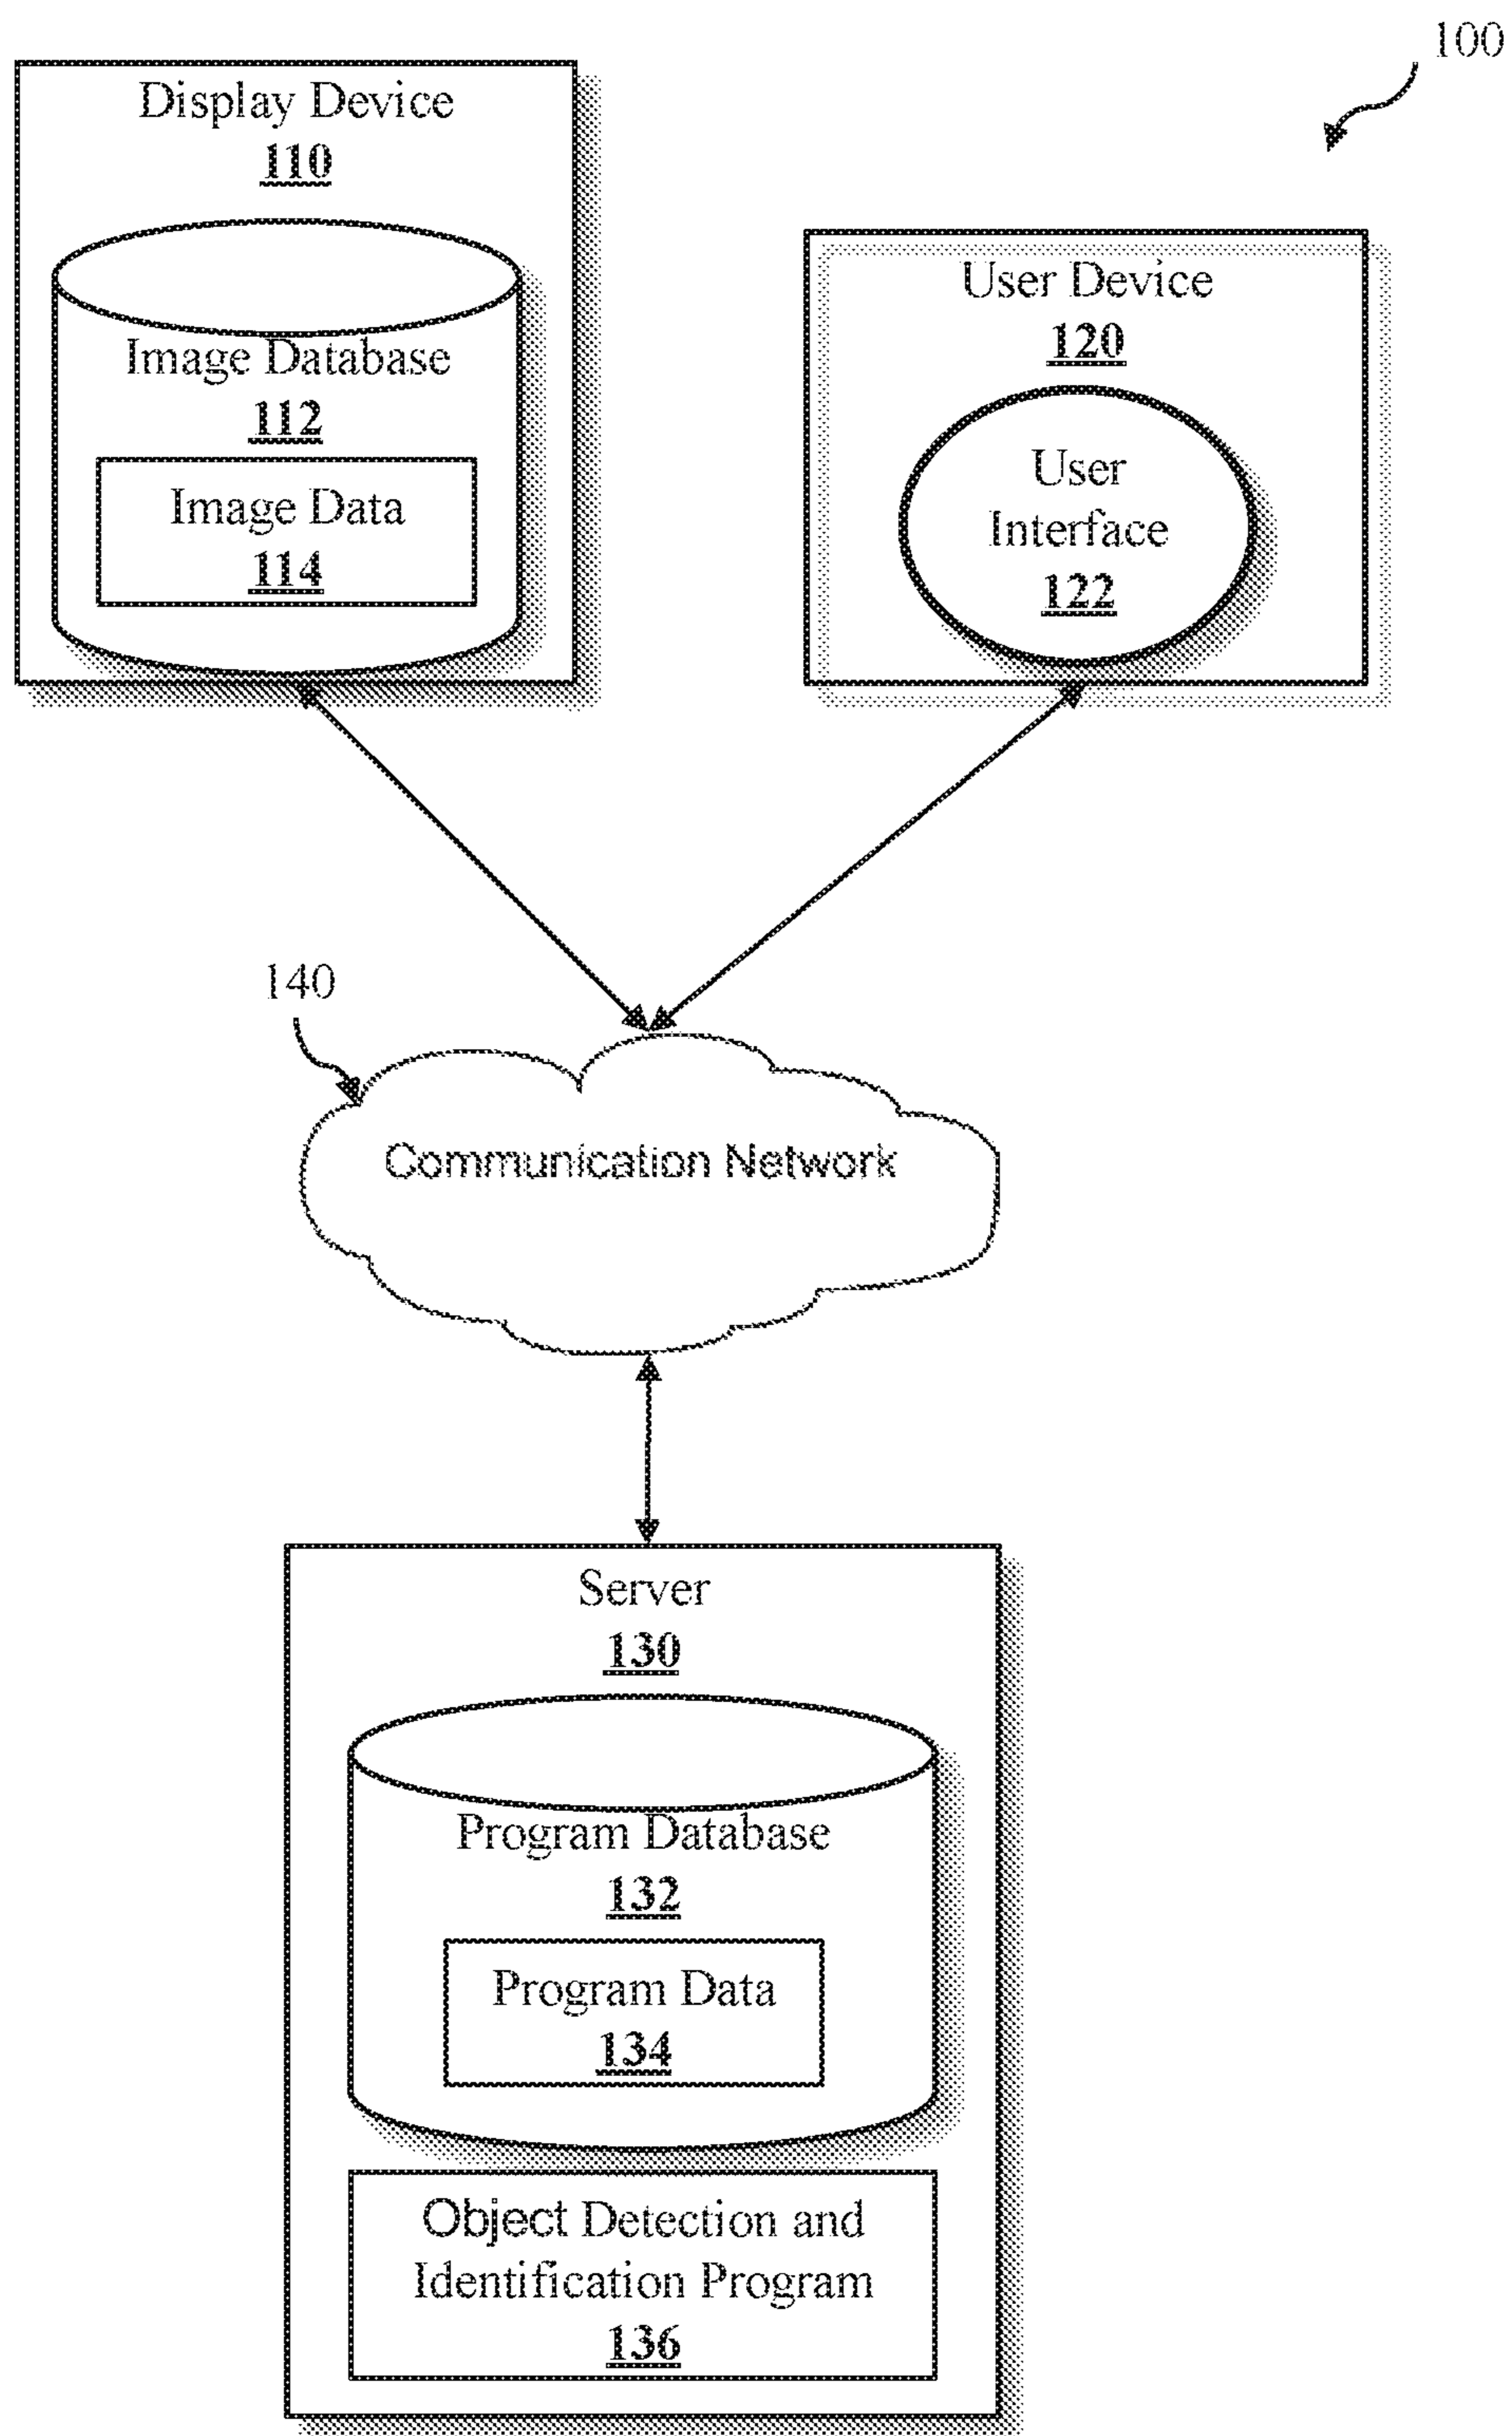 100
Display Device
110
Image Database
112
Image Data
114
User Device
120
User
Interface
122
140
Communication Network
Server
130
Program Database
132
Program Data
134
Object Detection and
Identification Program
136